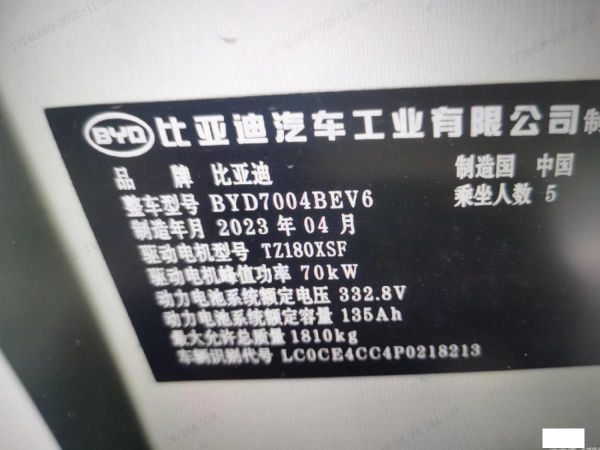 BYD 比亚迪汽车工业有限公司制
品 牌 比亚迪
制造国 中国
整车型号 BYD7004BEV6
乘坐人数 5
制造年月 2023 年 04 月
驱动电机型号 TZ180XSF
驱动电机峰值功率 70kW
动力电池系统额定电压 332.8V
动力电池系统额定容量 135Ah
最大允许总质量 1810kg
车辆识别代号 LC0CE4CC4P0218213